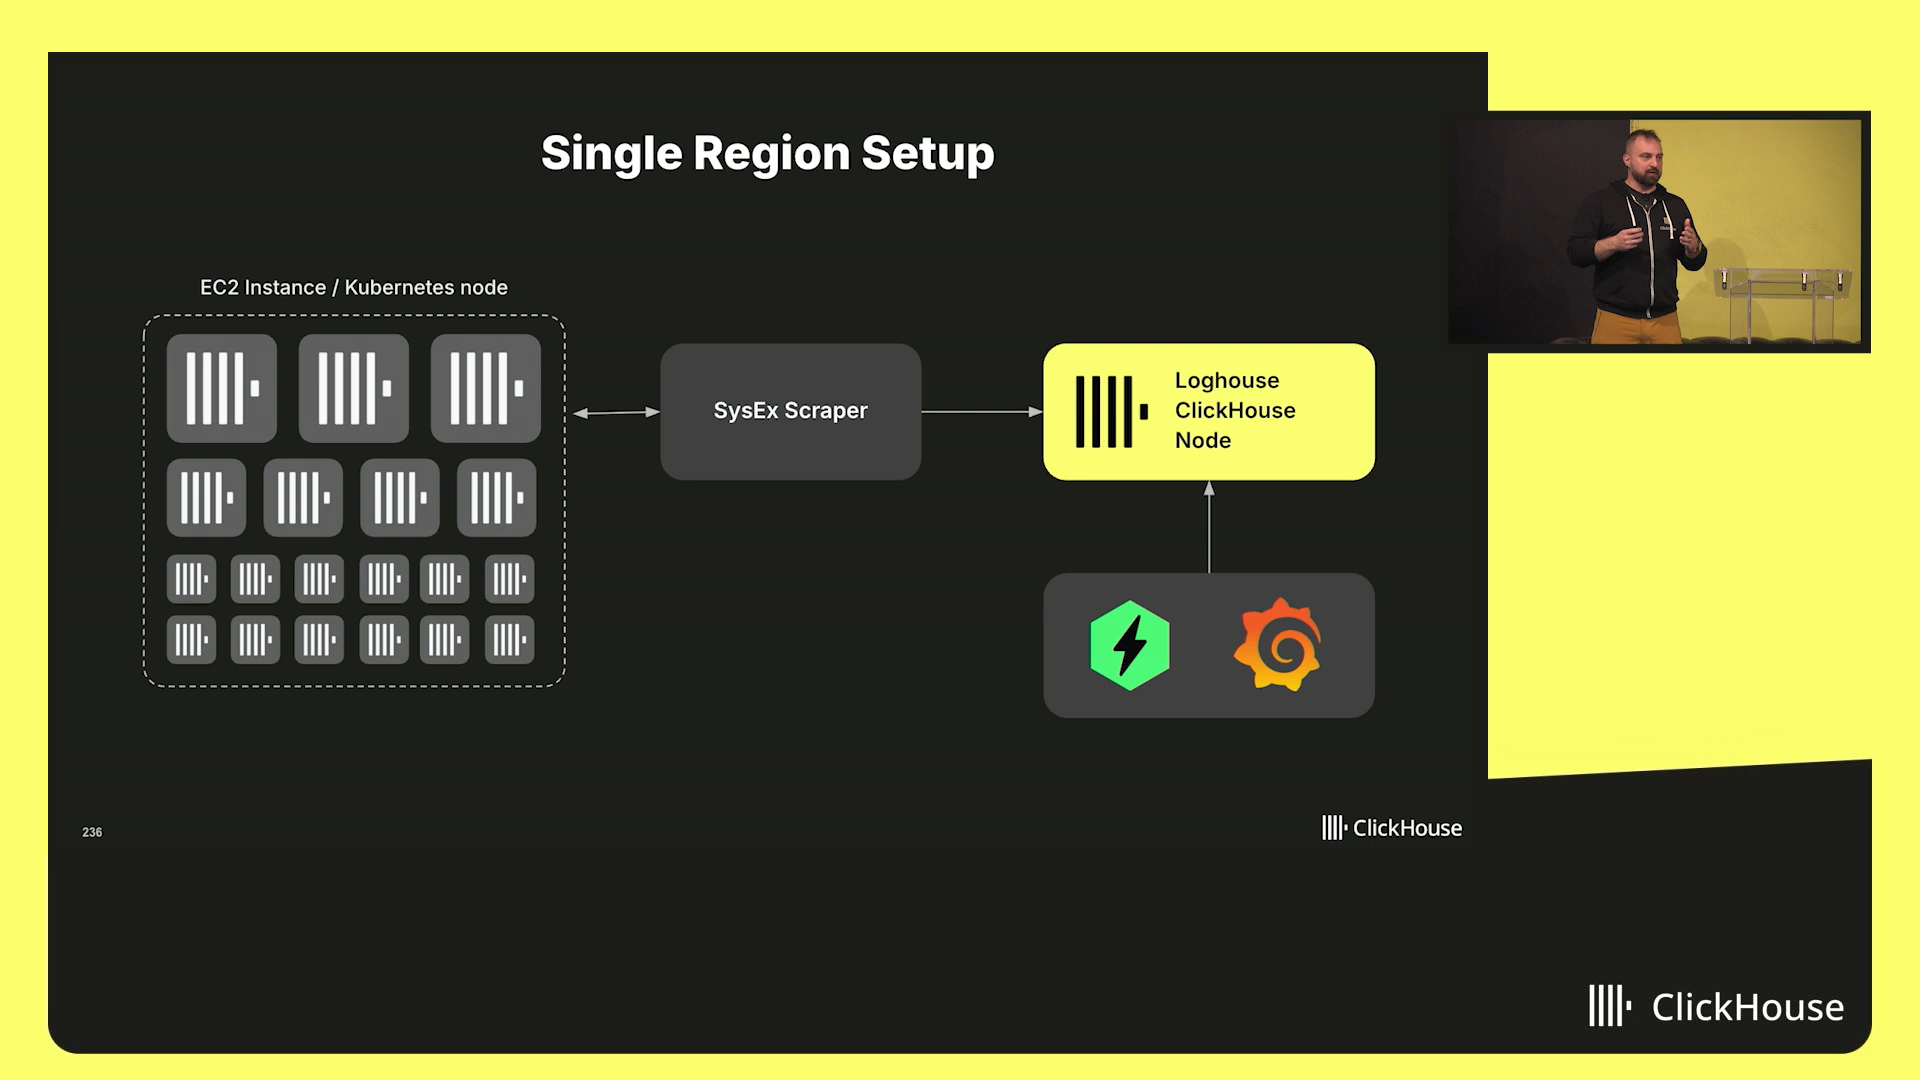 Single Region Setup
EC2 Instance / Kubernetes node
SysEx Scraper
Loghouse
ClickHouse
Node
236
ClickHouse
ClickHouse